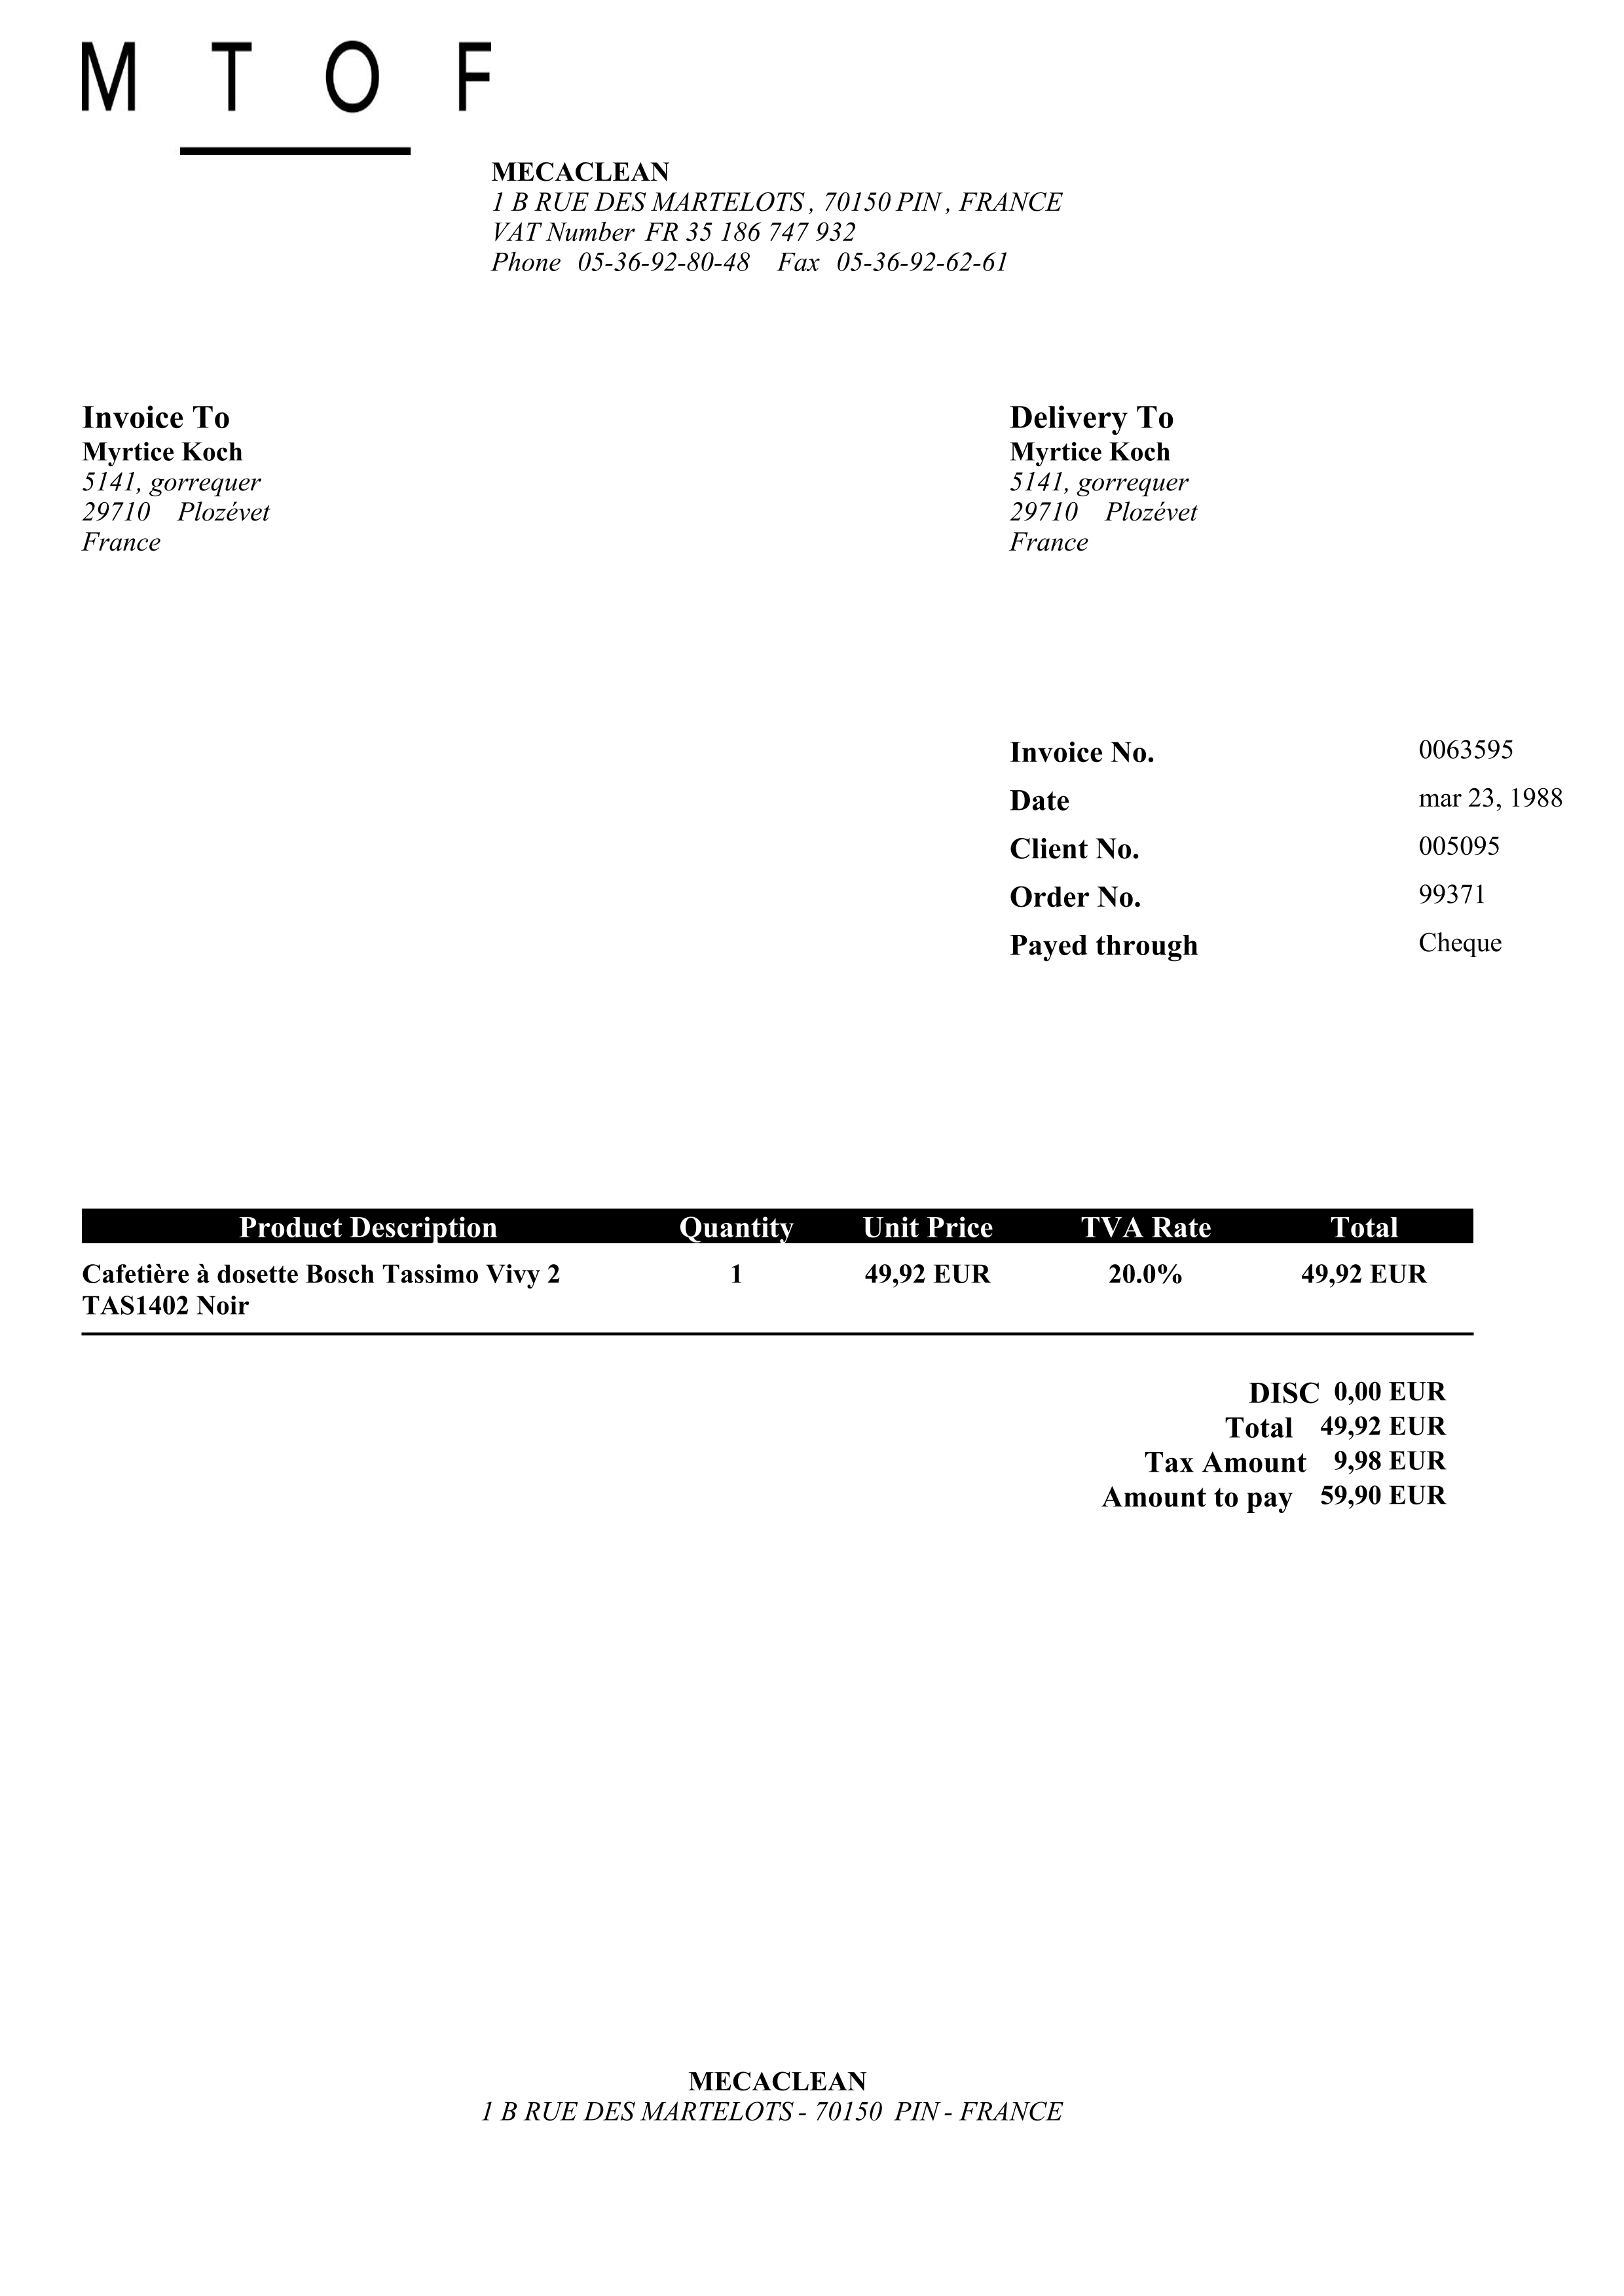 M T O F
MECACLEAN
1 B RUE DES MARTELOTS , 70150 PIN , FRANCE
VAT Number FR 35 186 747 932
Phone 05-36-92-80-48 Fax 05-36-92-62-61
Invoice To
Myrtice Koch
5141, gorrequer
29710 Plozévet
France
Delivery To
Myrtice Koch
5141, gorrequer
29710 Plozévet
France
Invoice No. 0063595
Date mar 23, 1988
Client No. 005095
Order No. 99371
Payed through Cheque
Product Description Quantity Unit Price TVA Rate Total
Cafetière à dosette Bosch Tassimo Vivy 2 1 49,92 EUR 20.0% 49,92 EUR
TAS1402 Noir
DISC 0,00 EUR
Total 49,92 EUR
Tax Amount 9,98 EUR
Amount to pay 59,90 EUR
MECACLEAN
1 B RUE DES MARTELOTS - 70150 PIN - FRANCE